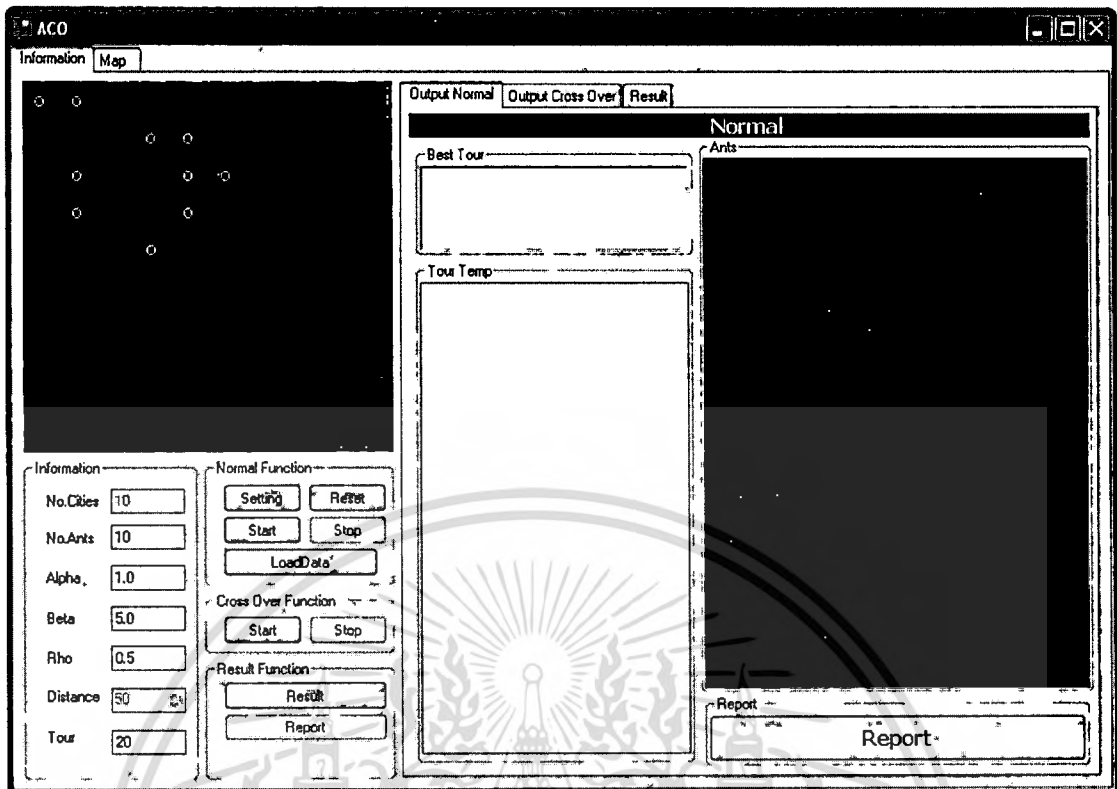 ACO
Information Map
Output Normal Output Cross Over Result
Normal
Best Tour
Ants
Tour Temp
Information
No.Cities 10
No.Ants 10
Alpha 1.0
Beta 5.0
Rho 0.5
Distance 50
Tour 20
Normal Function
Setting Reset
Start Stop
LoadData
Cross Over Function
Start Stop
Result Function
Result
Report
Report
Report